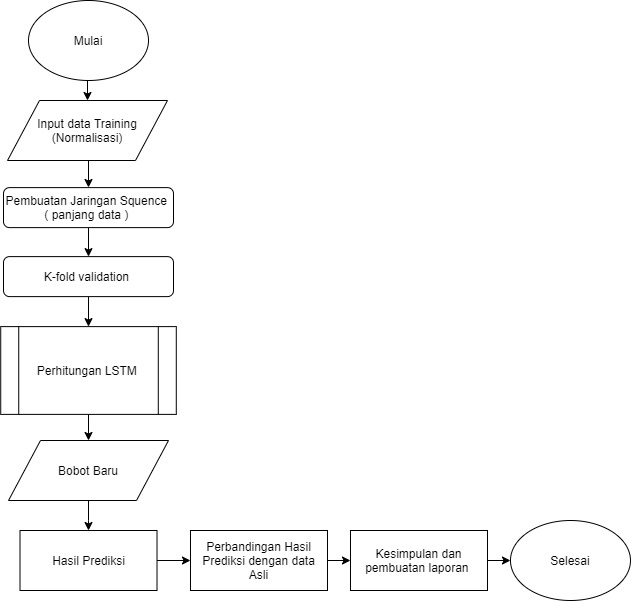 Mulai
Input data Training
(Normalisasi)
Pembuatan Jaringan Squence
( panjang data )
K-fold validation
Perhitungan LSTM
Bobot Baru
Hasil Prediksi
Perbandingan Hasil
Prediksi dengan data
Asli
Kesimpulan dan
pembuatan laporan
Selesai